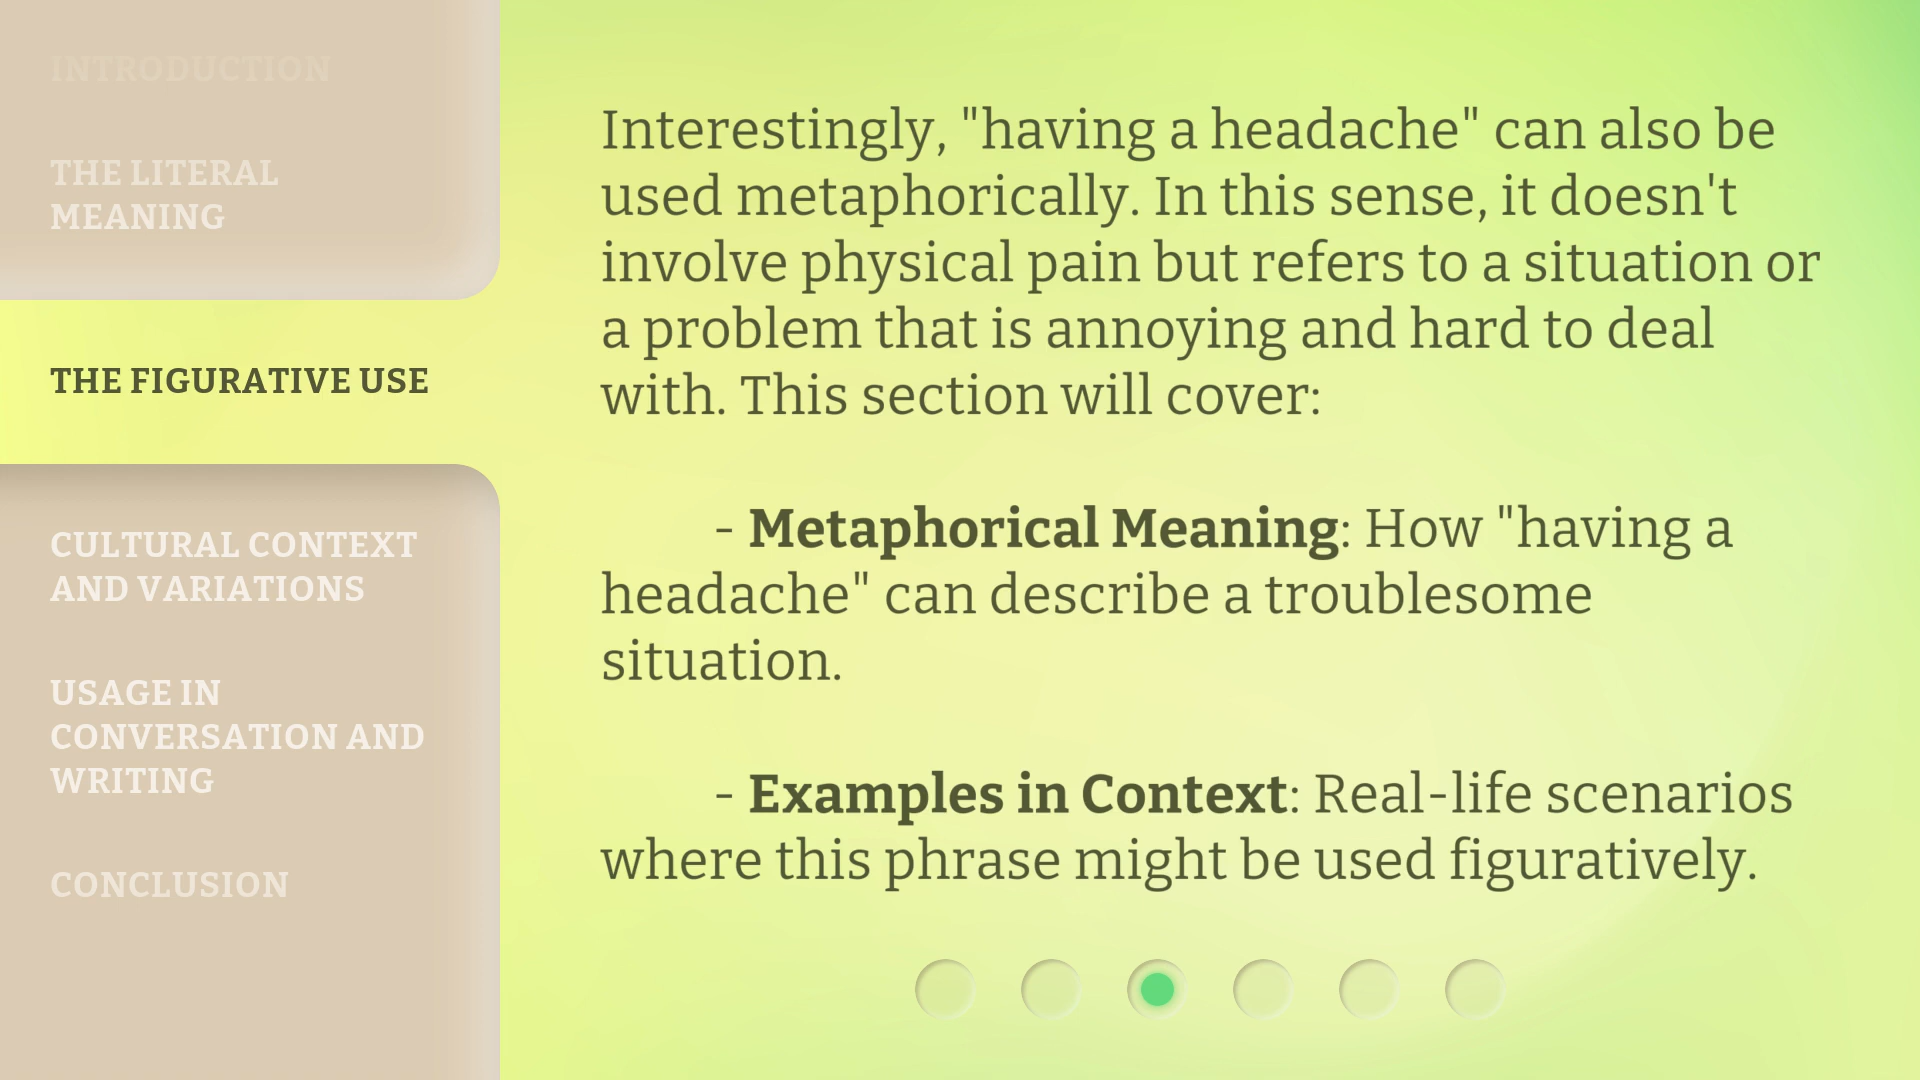 INTRODUCTION
THE LITERAL
MEANING
THE FIGURATIVE USE
CULTURAL CONTEXT
AND VARIATIONS
USAGE IN
CONVERSATION AND
WRITING
CONCLUSION
Interestingly, "having a headache" can also be
used metaphorically. In this sense, it doesn't
involve physical pain but refers to a situation or
a problem that is annoying and hard to deal
with. This section will cover:
- Metaphorical Meaning: How "having a
headache" can describe a troublesome
situation.
- Examples in Context: Real-life scenarios
where this phrase might be used figuratively.